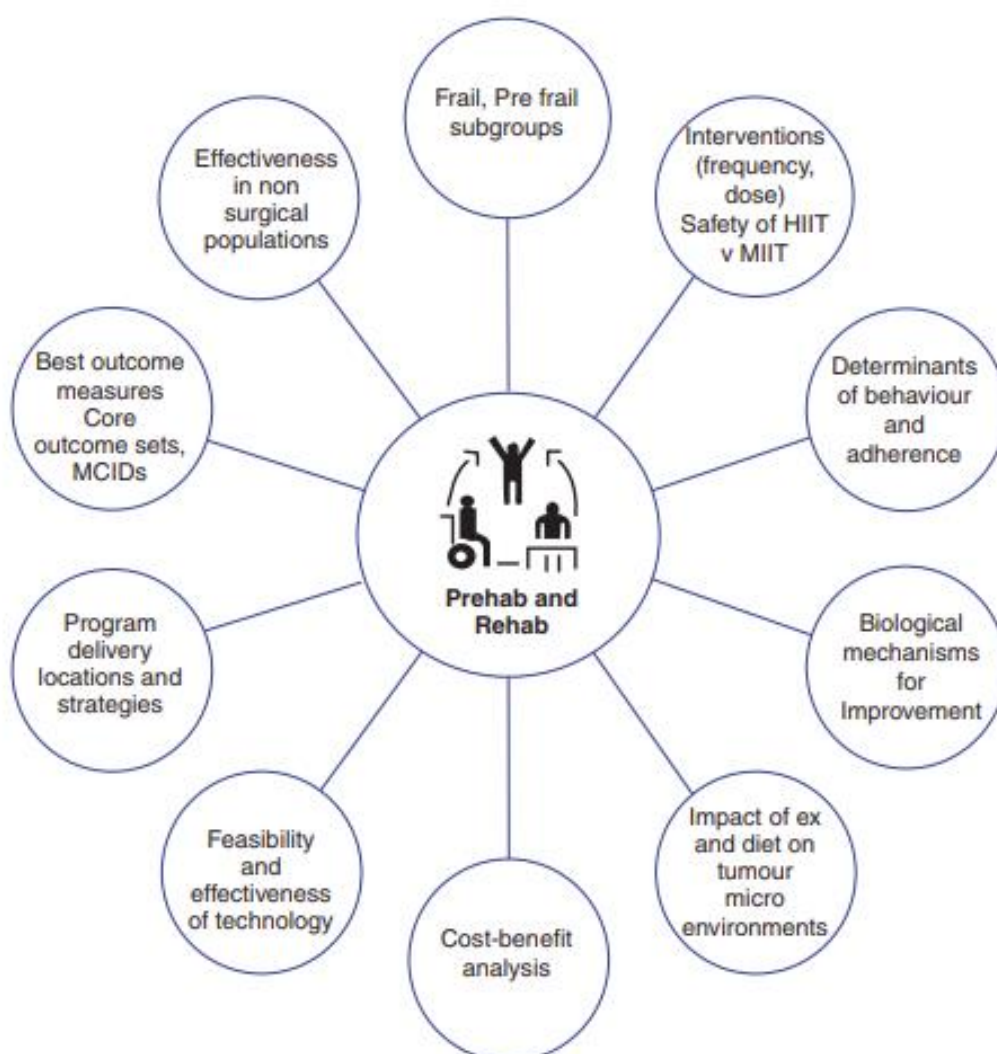 Frail, Pre frail
subgroups
Interventions
(frequency,
dose)
Safety of HIIT
v MIIT
Determinants
of behaviour
and
adherence
Biological
mechanisms
for
Improvement
Impact of ex
and diet on
tumour
micro
environments
Cost-benefit
analysis
Feasibility
and
effectiveness
of technology
Program
delivery
locations and
strategies
Best outcome
measures
Core
outcome sets,
MCIDs
Effectiveness
in non
surgical
populations
Prehab and
Rehab